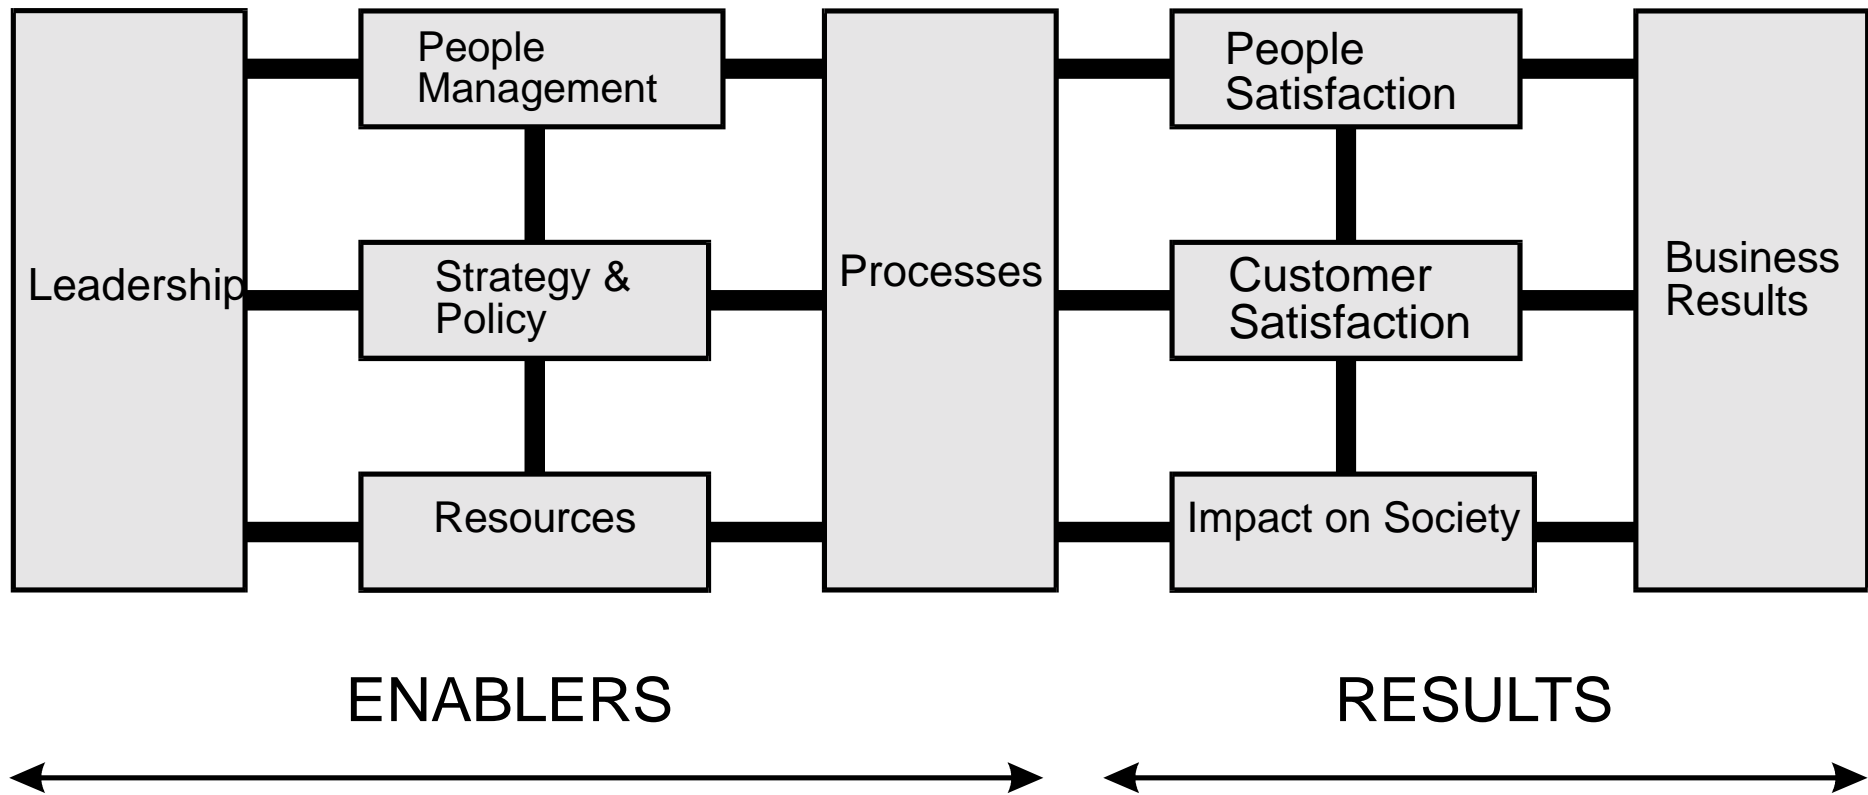 Leadership
People
Management
Strategy &
Policy
Resources
Processes
People
Satisfaction
Customer
Satisfaction
Impact on Society
Business
Results
ENABLERS
RESULTS